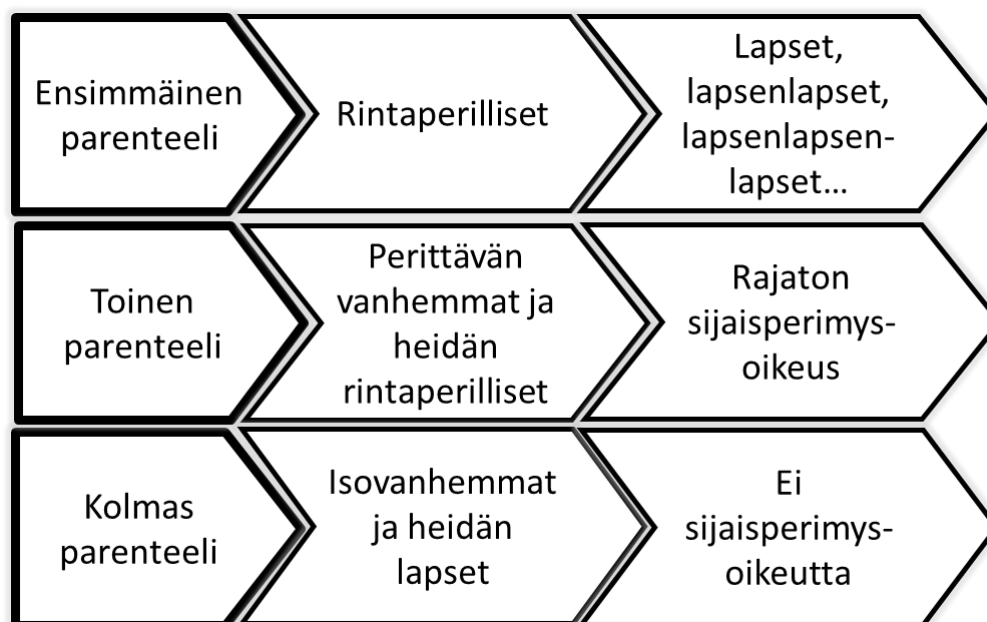 Ensimmäinen
parenteeli
Rintaperilliset
Lapset,
lapsenlapset,
lapsenlapsen-
lapset...
Toinen
parenteeli
Perittävän
vanhemmat ja
heidän
rintaperilliset
Rajaton
sijaisperimys-
oikeus
Kolmas
parenteeli
Isovanhemmat
ja heidän
lapset
Ei
sijaisperimys-
oikeutta